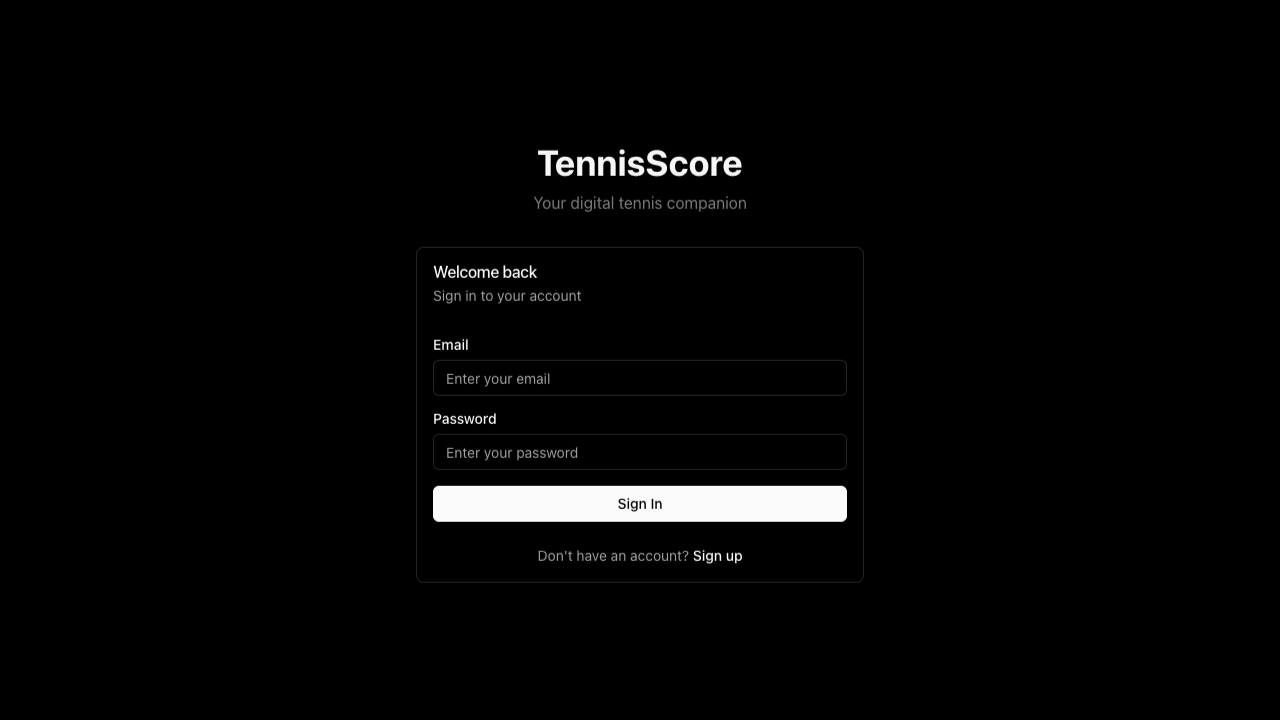 TennisScore
Your digital tennis companion
Welcome back
Sign in to your account
Email
Enter your email
Password
Enter your password
Sign In
Don't have an account? Sign up